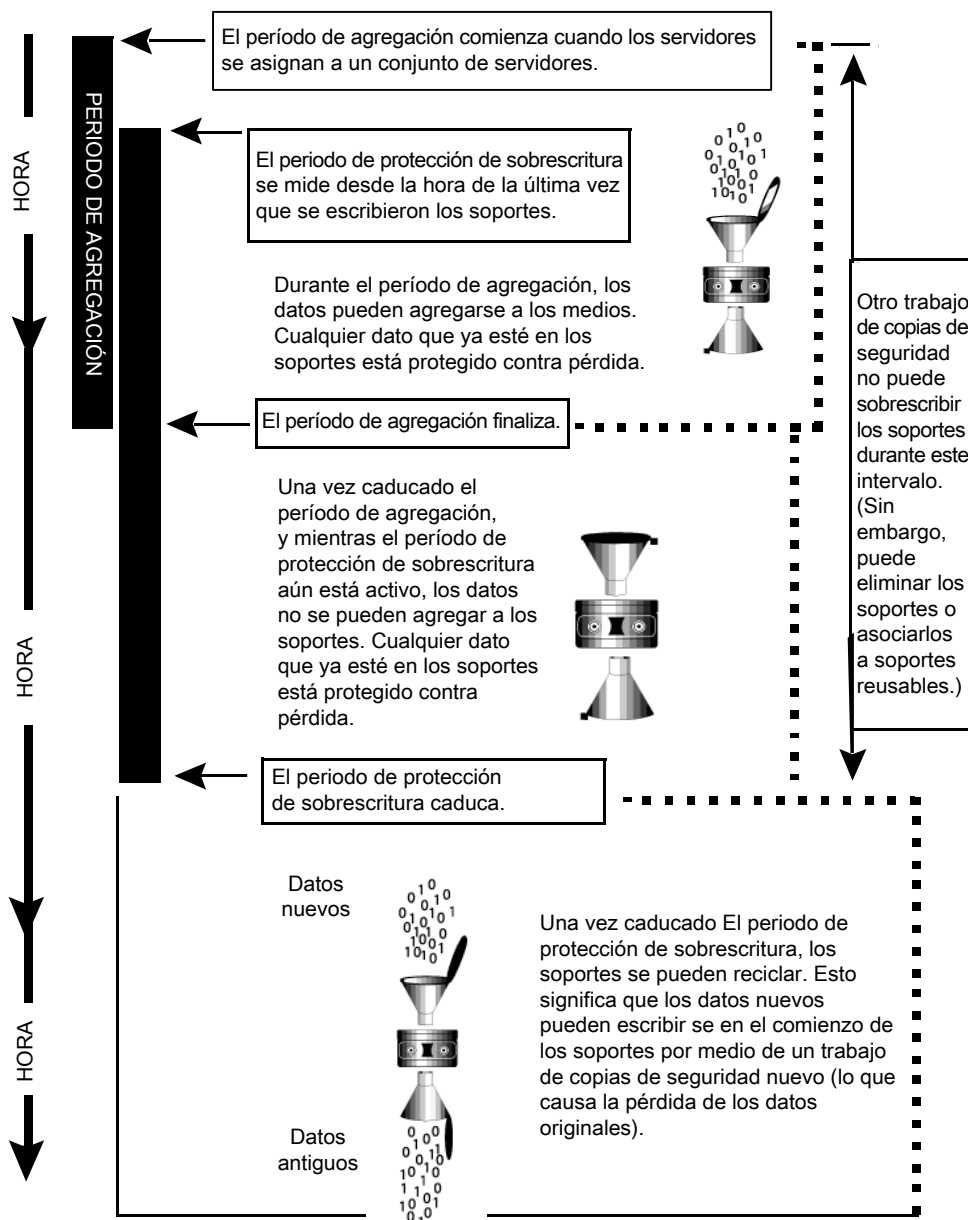 El período de agregación comienza cuando los servidores
se asignan a un conjunto de servidores.
PERIODO DE AGREGACIÓN
HORA
El periodo de protección de sobrescritura
se mide desde la hora de la última vez
que se escribieron los soportes.
Durante el período de agregación, los
datos pueden agregarse a los medios.
Cualquier dato que ya esté en los
soportes está protegido contra pérdida.
Otro trabajo
de copias de
seguridad
no puede
sobrescribir
los soportes
durante este
intervalo.
(Sin
embargo,
puede
eliminar los
soportes o
asociarlos
a soportes
reusables.)
El período de agregación finaliza.
Una vez caducado el
período de agregación,
y mientras el período de
protección de sobrescritura
aún está activo, los datos
no se pueden agregar a los
soportes. Cualquier dato
que ya esté en los soportes
está protegido contra
pérdida.
HORA
El periodo de protección
de sobrescritura caduca.
Datos
nuevos
Una vez caducado El periodo de
protección de sobrescritura, los
soportes se pueden reciclar. Esto
significa que los datos nuevos
pueden escribir se en el comienzo de
los soportes por medio de un trabajo
de copias de seguridad nuevo (lo que
causa la pérdida de los datos
originales).
HORA
Datos
antiguos